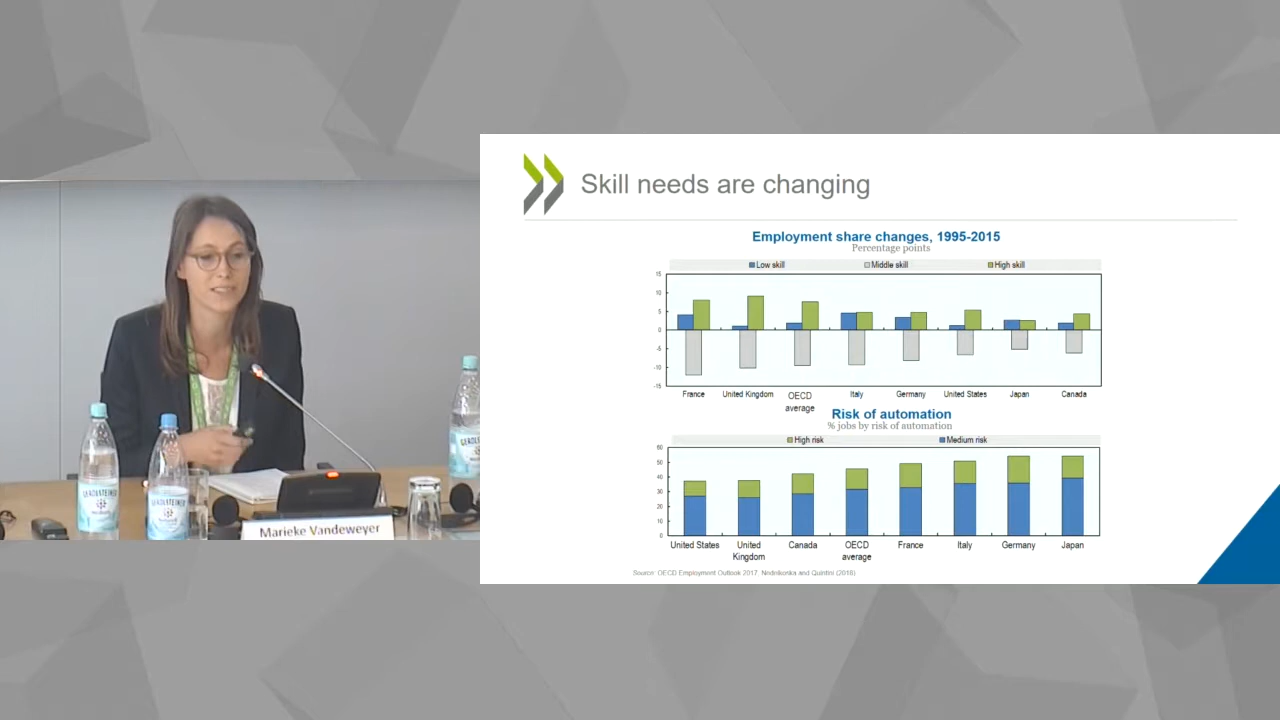 Skill needs are changing
Employment share changes, 1995-2015
Percentage points
Low skill Middle skill High skill
15
10
5
0
-5
-10
-15
France United Kingdom OECD average Italy Germany United States Japan Canada
Risk of automation
% jobs by risk of automation
High risk Medium risk
60
50
40
30
20
10
0
United States United Kingdom Canada OECD average France Italy Germany Japan
Source: OECD Employment Outlook 2017, Nedelkoska and Quintini (2018)
GEROLSTEINER
Marieke Vandeweyer